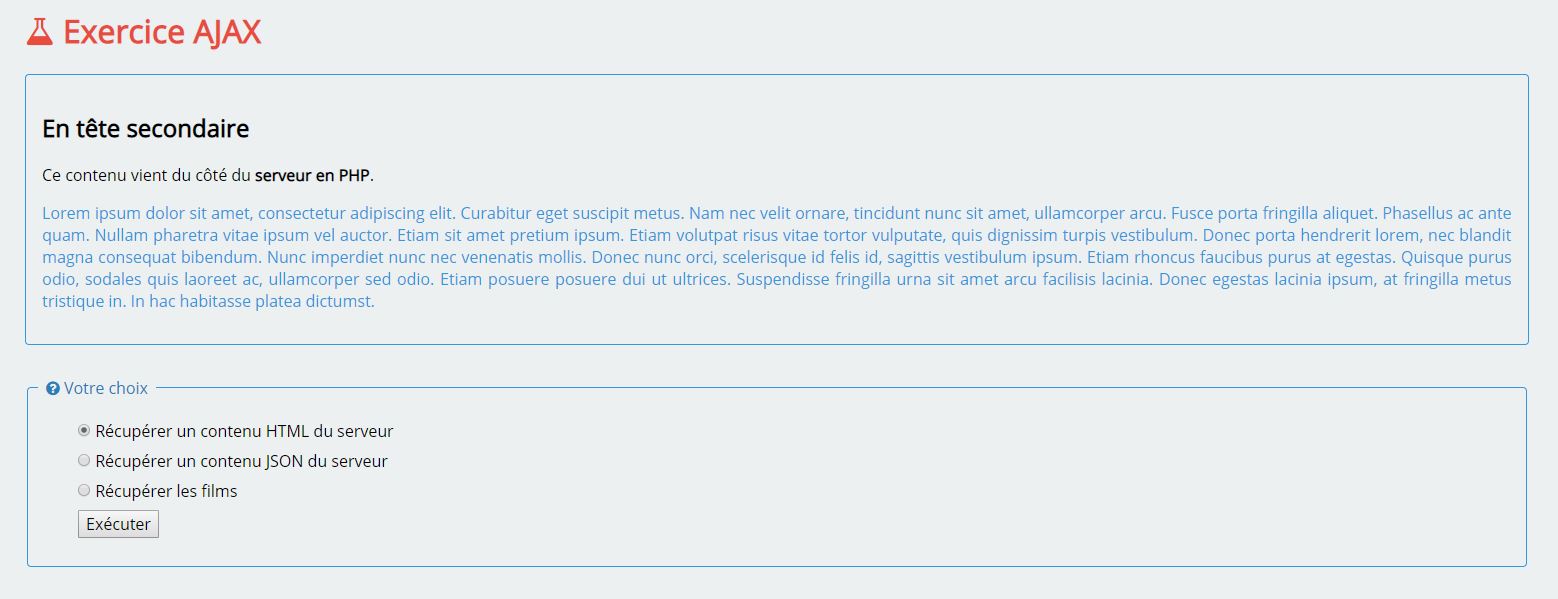 Exercice AJAX
En tête secondaire
Ce contenu vient du côté du serveur en PHP.
Lorem ipsum dolor sit amet, consectetur adipiscing elit. Curabitur eget suscipit metus. Nam nec velit ornare, tincidunt nunc sit amet, ullamcorper arcu. Fusce porta fringilla aliquet. Phasellus ac ante
quam. Nullam pharetra vitae ipsum vel auctor. Etiam sit amet pretium ipsum. Etiam volutpat risus vitae tortor vulputate, quis dignissim turpis vestibulum. Donec porta hendrerit lorem, nec blandit
magna consequat bibendum. Nunc imperdiet nunc nec venenatis mollis. Donec nunc orci, scelerisque id felis id, sagittis vestibulum ipsum. Etiam rhoncus faucibus purus at egestas. Quisque purus
odio, sodales quis laoreet ac, ullamcorper sed odio. Etiam posuere posuere dui ut ultrices. Suspendisse fringilla urna sit amet arcu facilisis lacinia. Donec egestas lacinia ipsum, at fringilla metus
tristique in. In hac habitasse platea dictumst.
Votre choix
Récupérer un contenu HTML du serveur
Récupérer un contenu JSON du serveur
Récupérer les films
Exécuter